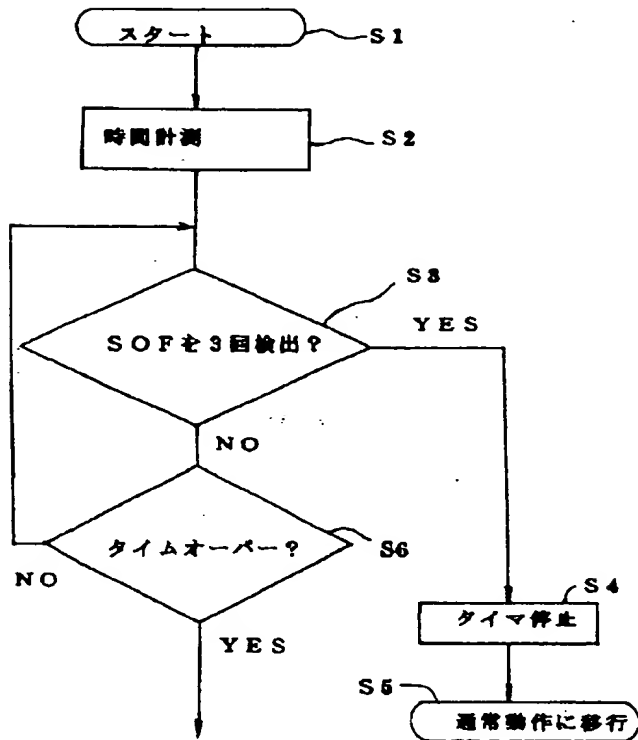 スタート
S1
時間計測
S2
S3
SOFを3回検出?
YES
NO
タイムオーバー?
S6
NO
YES
S4
タイマ停止
S5
通常動作に移行